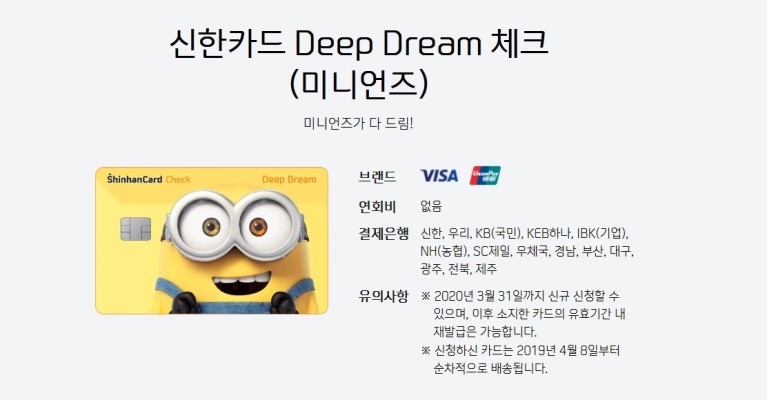 신한카드 Deep Dream 체크
(미니언즈)
미니언즈가 다 드림!
ShinhanCard Check
Deep Dream
브랜드 VISA UnionPay 银联
연회비 없음
결제은행 신한, 우리, KB(국민), KEB하나, IBK(기업),
NH(농협), SC제일, 우체국, 경남, 부산, 대구,
광주, 전북, 제주
유의사항 ※ 2020년 3월 31일까지 신규 신청할 수
있으며, 이후 소지한 카드의 유효기간 내
재발급은 가능합니다.
※ 신청하신 카드는 2019년 4월 8일부터
순차적으로 배송됩니다.